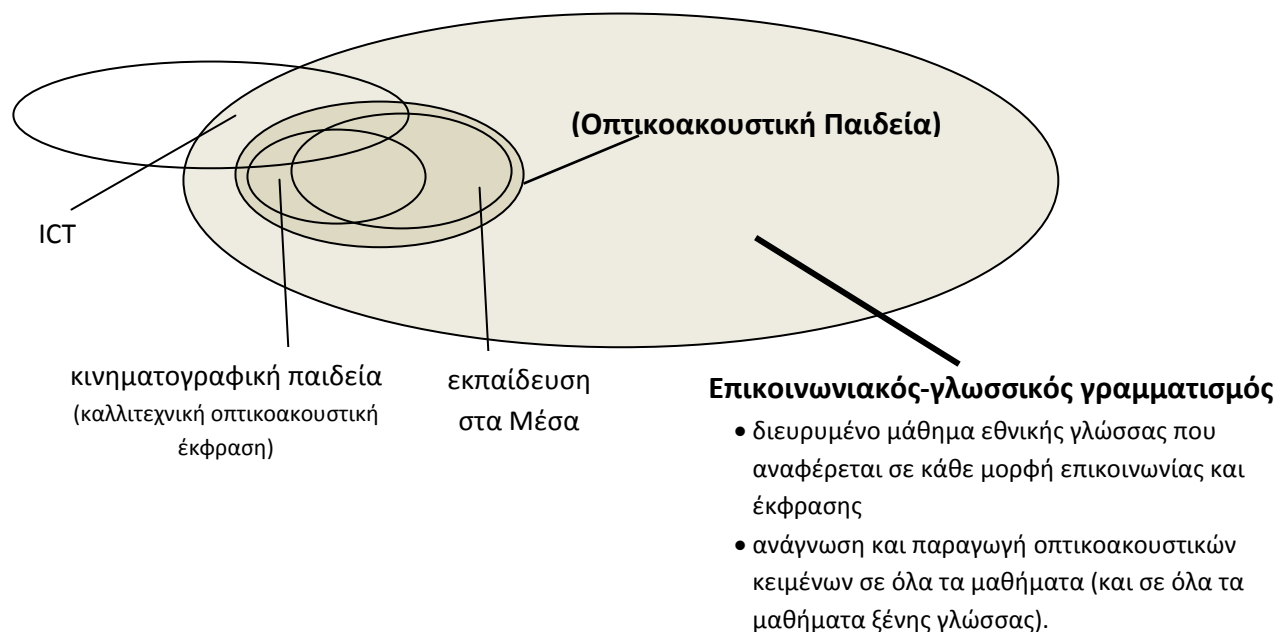 (Οπτικοακουστική Παιδεία)
ICT
κινηματογραφική παιδεία
(καλλιτεχνική οπτικοακουστική
έκφραση)
εκπαίδευση
στα Μέσα
Επικοινωνιακός-γλωσσικός γραμματισμός
• διευρυμένο μάθημα εθνικής γλώσσας που
αναφέρεται σε κάθε μορφή επικοινωνίας και
έκφρασης
• ανάγνωση και παραγωγή οπτικοακουστικών
κειμένων σε όλα τα μαθήματα (και σε όλα τα
μαθήματα ξένης γλώσσας).